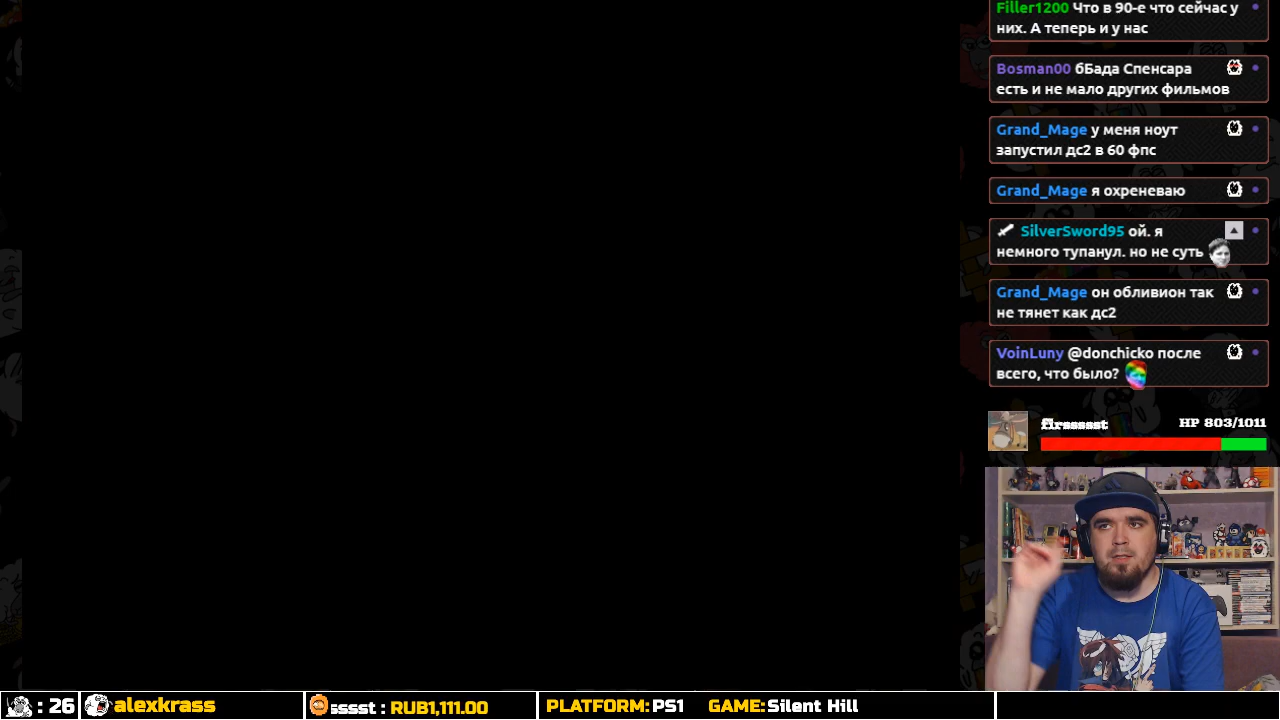 Filler1200 Что в 90-е что сейчас у
них. А теперь и у нас
Bosman00 бБада Спенсара
есть и не мало других фильмов
Grand_Mage у меня ноут
запустил дс2 в 60 фпс
Grand_Mage я охреневаю
SilverSword95 ой. я
немного тупанул. но не суть
Grand_Mage он обливион так
не тянет как дс2
VoinLuny @donchicko после
всего, что было?
firsssssst HP 803/1011
: 26 alexkrass sssst : RUB1,111.00 PLATFORM: PS1 GAME: Silent Hill